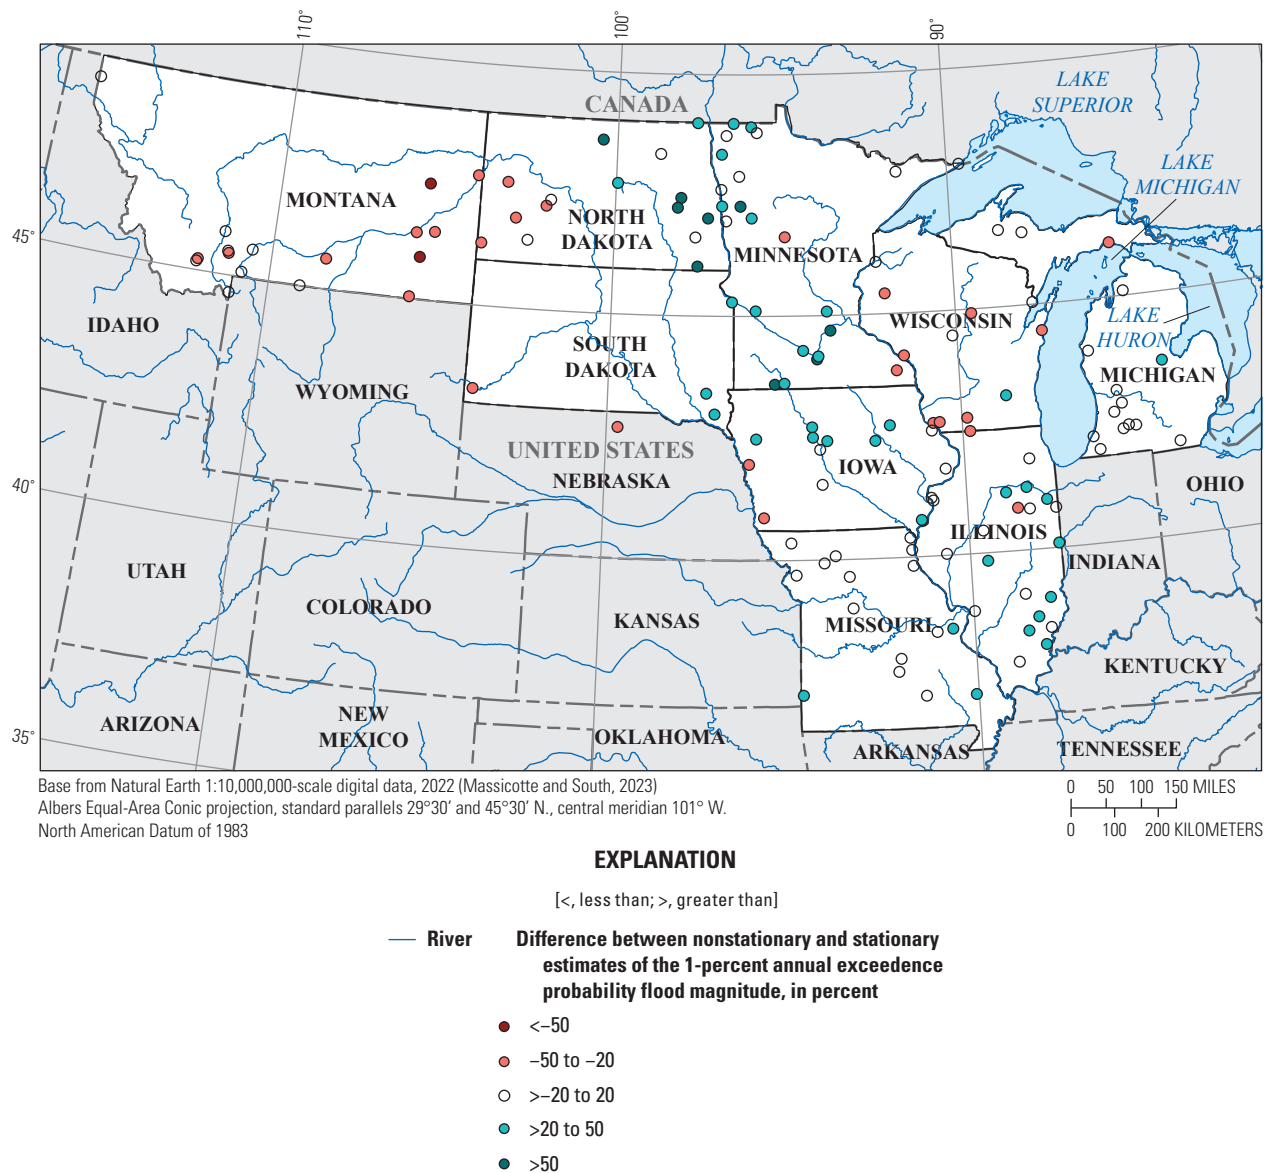 110°
100°
90°
CANADA
LAKE
SUPERIOR
LAKE
MICHIGAN
MONTANA
NORTH
DAKOTA
MINNESOTA
45°
IDAHO
WISCONSIN
LAKE
HURON
SOUTH
DAKOTA
MICHIGAN
WYOMING
UNITED STATES
NEBRASKA
IOWA
OHIO
40°
ILLINOIS
INDIANA
UTAH
COLORADO
KANSAS
MISSOURI
KENTUCKY
ARIZONA
NEW
MEXICO
OKLAHOMA
ARKANSAS
TENNESSEE
35°
Base from Natural Earth 1:10,000,000-scale digital data, 2022 (Massicotte and South, 2023)
Albers Equal-Area Conic projection, standard parallels 29°30′ and 45°30′ N., central meridian 101° W.
North American Datum of 1983
0 50 100 150 MILES
0 100 200 KILOMETERS
EXPLANATION
[<, less than; >, greater than]
River
Difference between nonstationary and stationary
estimates of the 1-percent annual exceedence
probability flood magnitude, in percent
<−50
−50 to −20
>−20 to 20
>20 to 50
>50